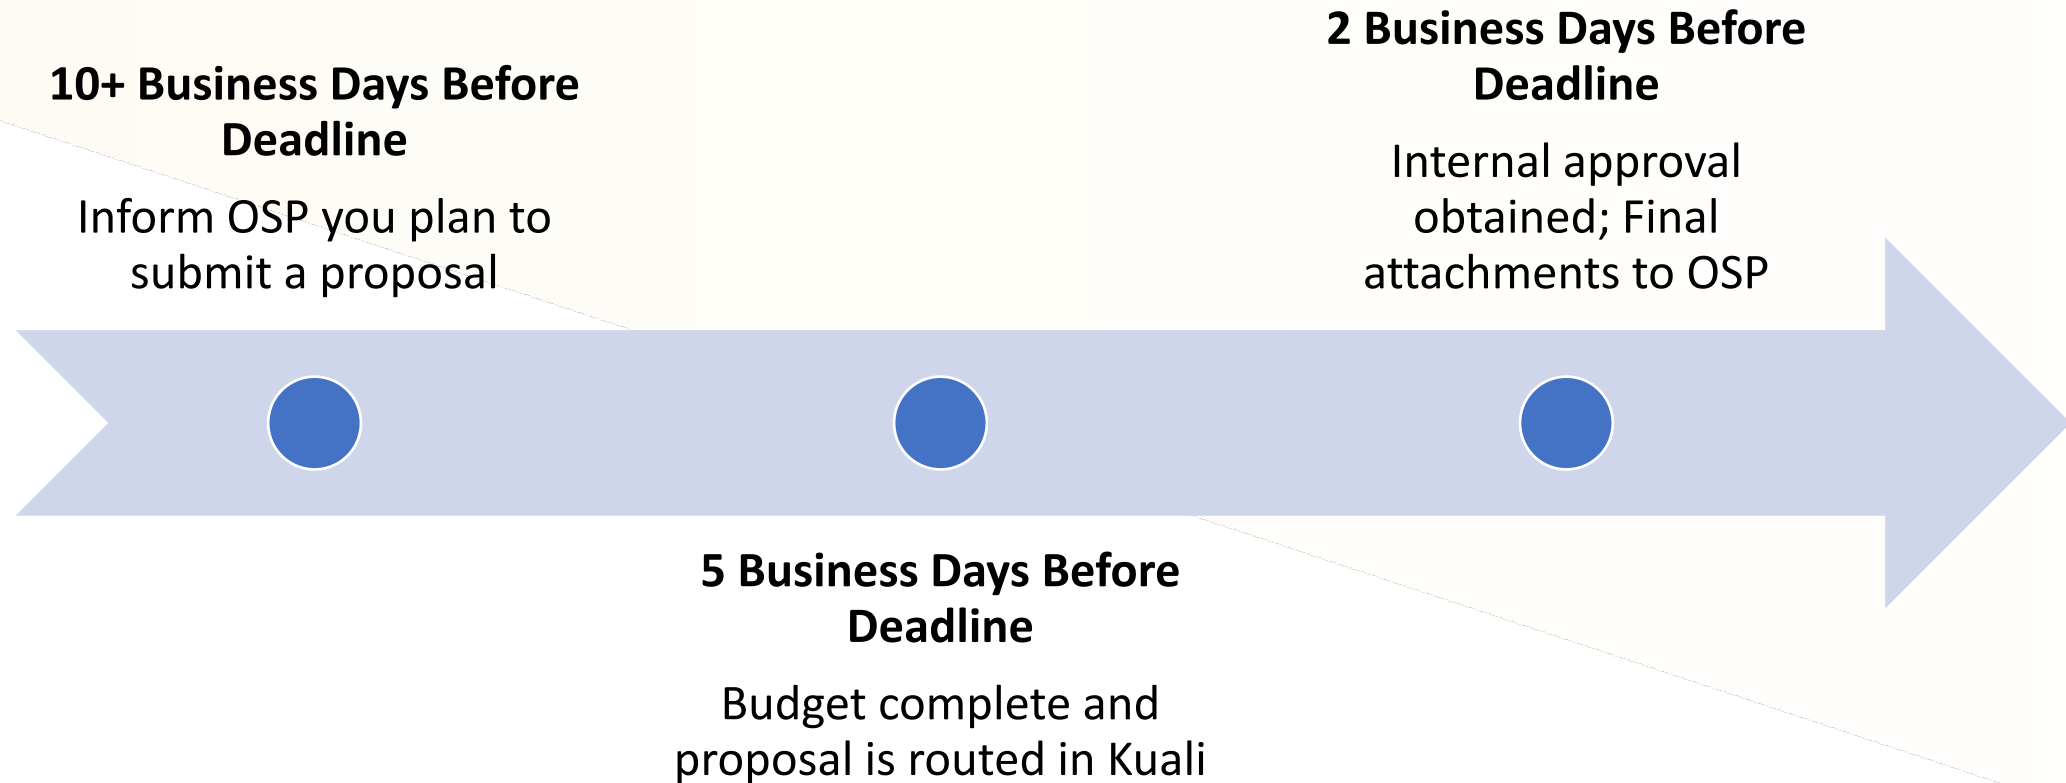 10+ Business Days Before
Deadline
Inform OSP you plan to
submit a proposal
5 Business Days Before
Deadline
Budget complete and
proposal is routed in Kuali
2 Business Days Before
Deadline
Internal approval
obtained; Final
attachments to OSP